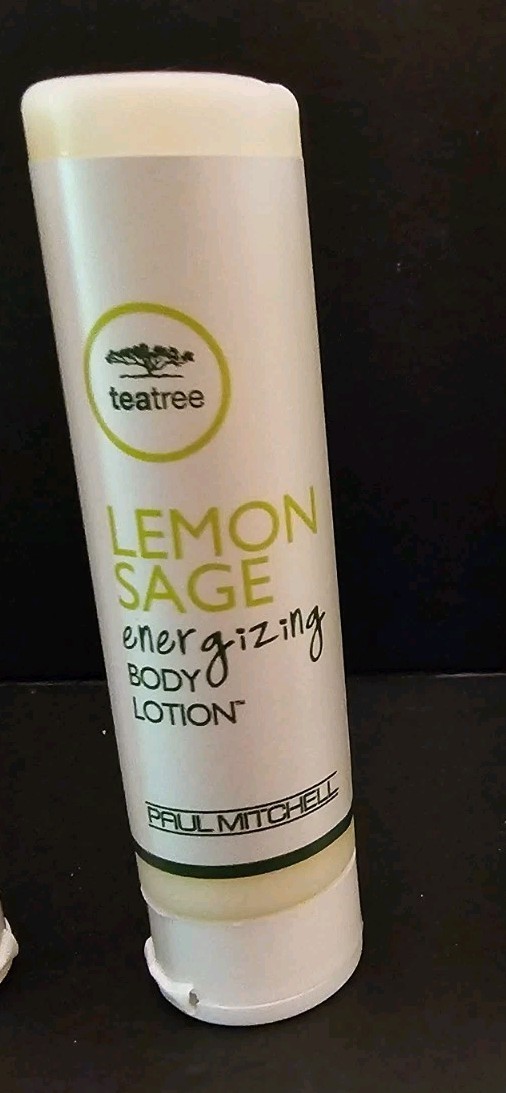 teatree
LEMON
SAGE
energizing
BODY
LOTION™
PAUL MITCHELL